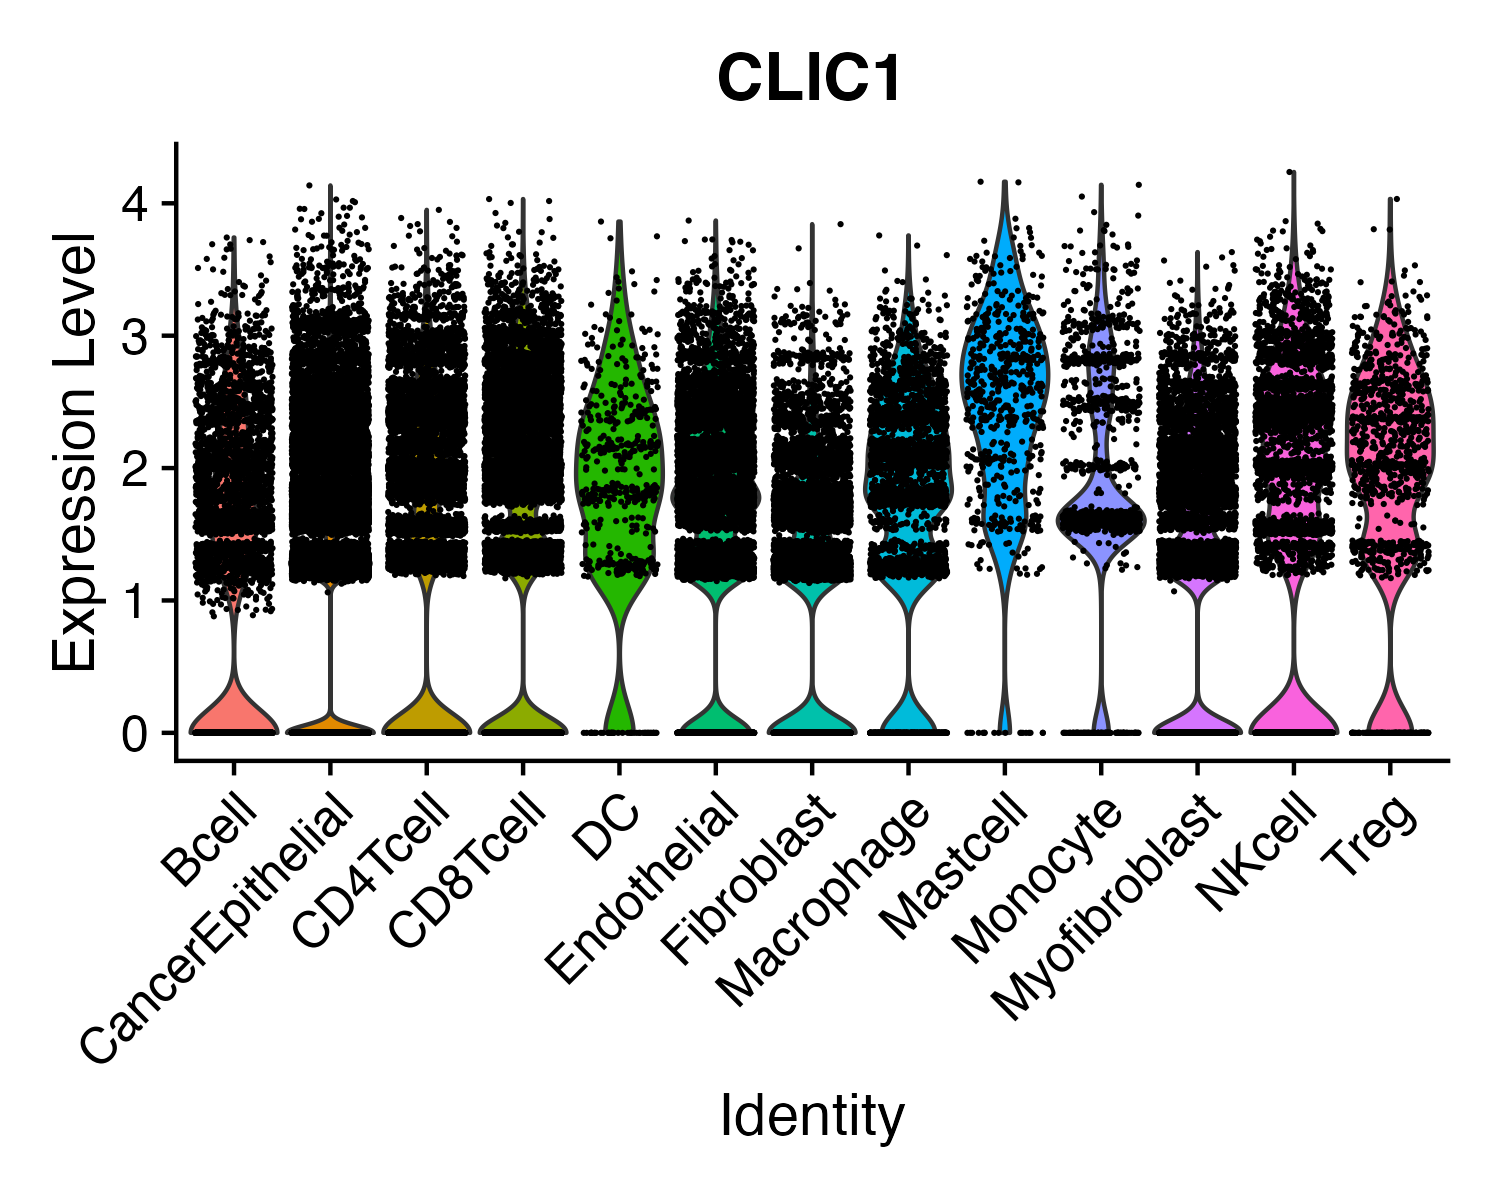 CLIC1
Expression Level
4
3
2
1
0
Bcell
CancerEpithelial
CD4Tcell
CD8Tcell
DC
Endothelial
Fibroblast
Macrophage
Mastcell
Monocyte
Myofibroblast
NKcell
Treg
Identity